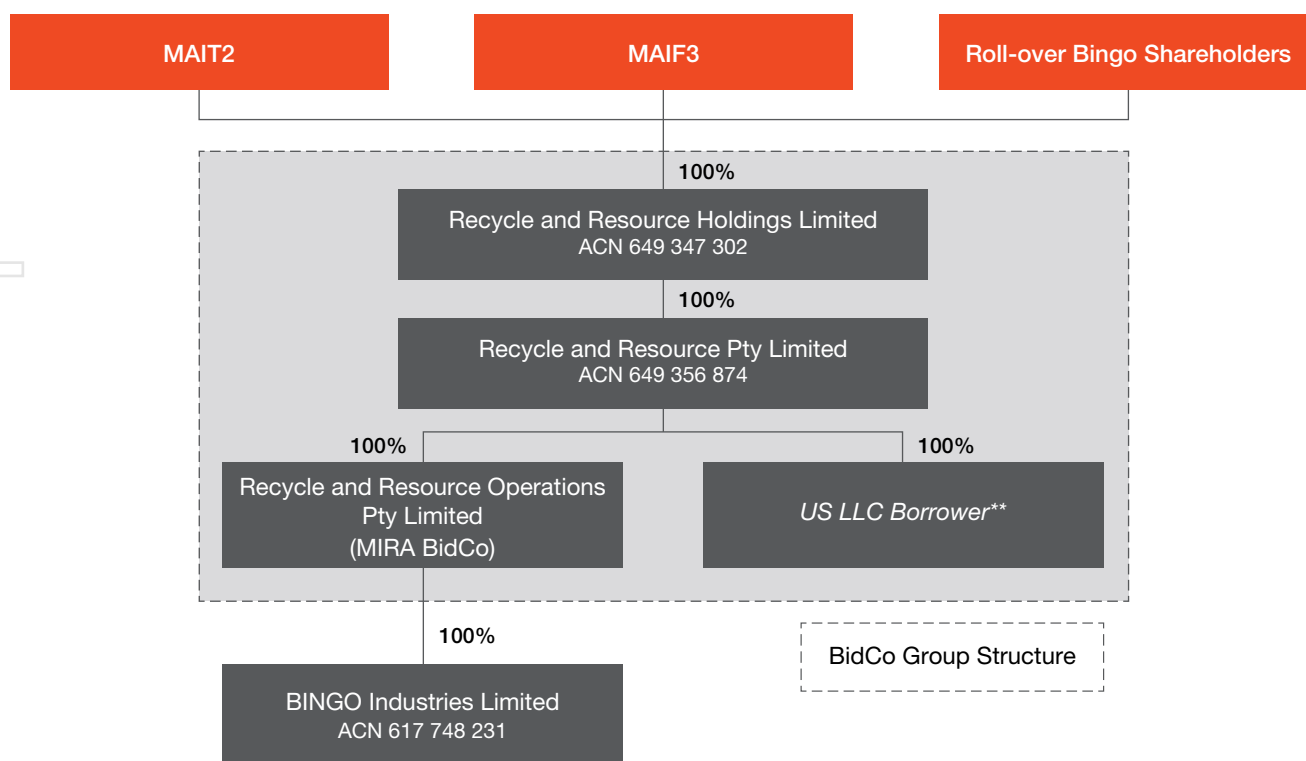 MAIT2
MAIF3
Roll-over Bingo Shareholders
100%
Recycle and Resource Holdings Limited
ACN 649 347 302
100%
Recycle and Resource Pty Limited
ACN 649 356 874
100%
100%
Recycle and Resource Operations
Pty Limited
(MIRA BidCo)
US LLC Borrower**
100%
BidCo Group Structure
BINGO Industries Limited
ACN 617 748 231